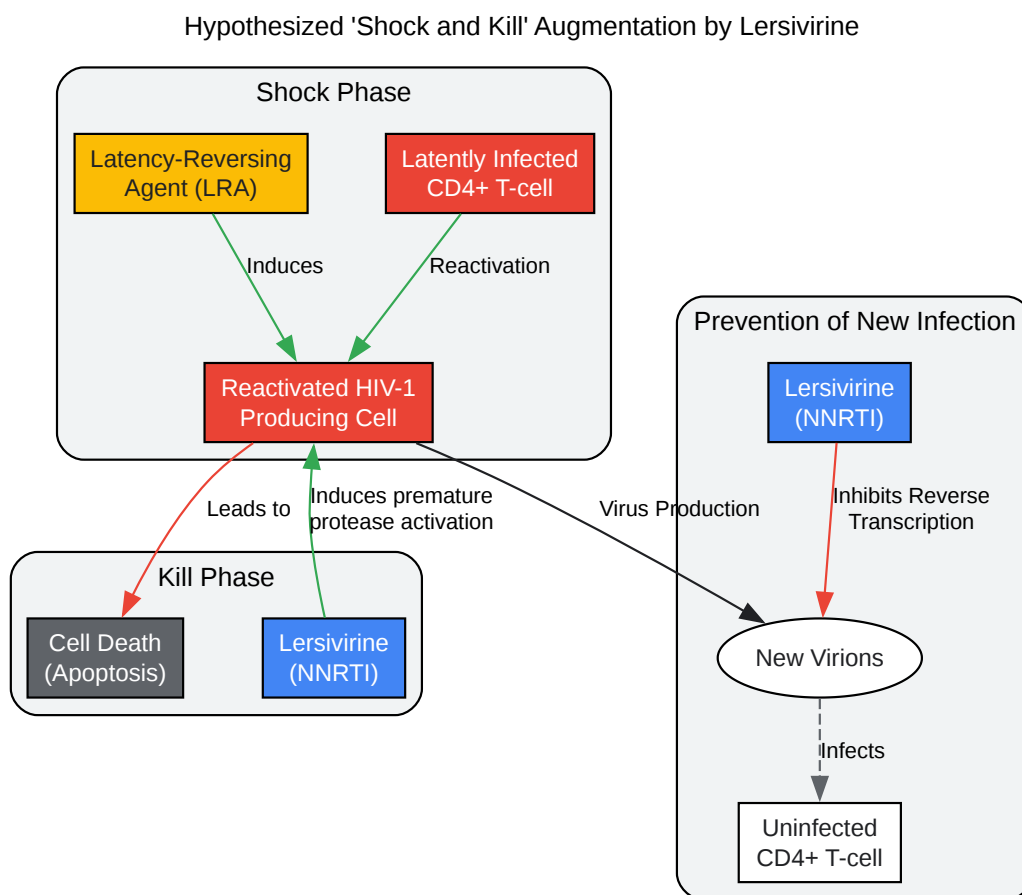 Hypothesized 'Shock and Kill' Augmentation by Lersivirine
Shock Phase
Latency-Reversing
Agent (LRA)
Latently Infected
CD4+ T-cell
Induces
Reactivation
Reactivated HIV-1
Producing Cell
Leads to
Induces premature
protease activation
Virus Production
Kill Phase
Cell Death
(Apoptosis)
Lersivirine
(NNRTI)
Prevention of New Infection
Lersivirine
(NNRTI)
Inhibits Reverse
Transcription
New Virions
Infects
Uninfected
CD4+ T-cell